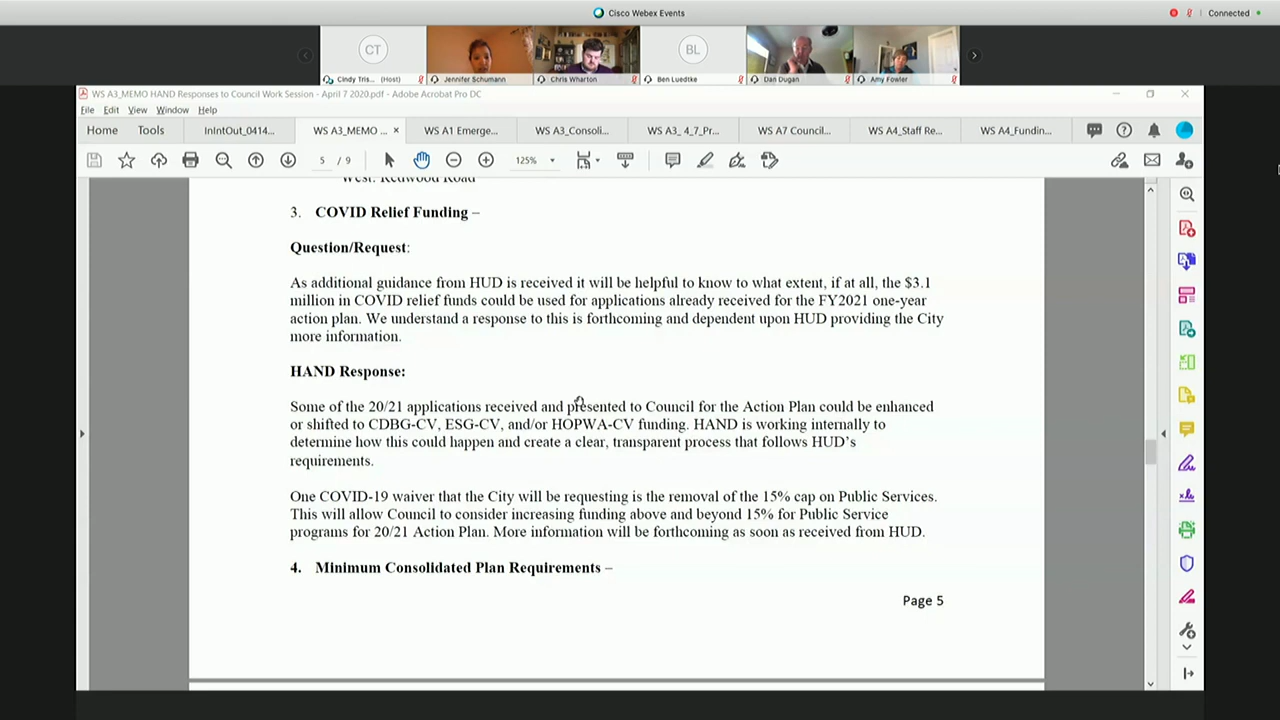 Cisco Webex Events
Connected
CT
BL
Cindy Tris... (Host)
Jennifer Schumann
Chris Wharton
Ben Luedtke
Dan Dugan
Amy Fowler
WS A3_MEMO HAND Responses to Council Work Session - April 7 2020.pdf - Adobe Acrobat Pro DC
File Edit View Window Help
Home Tools InIntOut_0414... WS A3_MEMO ... × WS A1 Emerge... WS A3_Consoli... WS A3_ 4_7_Pr... WS A7 Council... WS A4_Staff Re... WS A4_Fundin...
5 / 9 125%
West: Redwood Road
3. COVID Relief Funding –
Question/Request:
As additional guidance from HUD is received it will be helpful to know to what extent, if at all, the $3.1
million in COVID relief funds could be used for applications already received for the FY2021 one-year
action plan. We understand a response to this is forthcoming and dependent upon HUD providing the City
more information.
HAND Response:
Some of the 20/21 applications received and presented to Council for the Action Plan could be enhanced
or shifted to CDBG-CV, ESG-CV, and/or HOPWA-CV funding. HAND is working internally to
determine how this could happen and create a clear, transparent process that follows HUD's
requirements.
One COVID-19 waiver that the City will be requesting is the removal of the 15% cap on Public Services.
This will allow Council to consider increasing funding above and beyond 15% for Public Service
programs for 20/21 Action Plan. More information will be forthcoming as soon as received from HUD.
4. Minimum Consolidated Plan Requirements –
Page 5